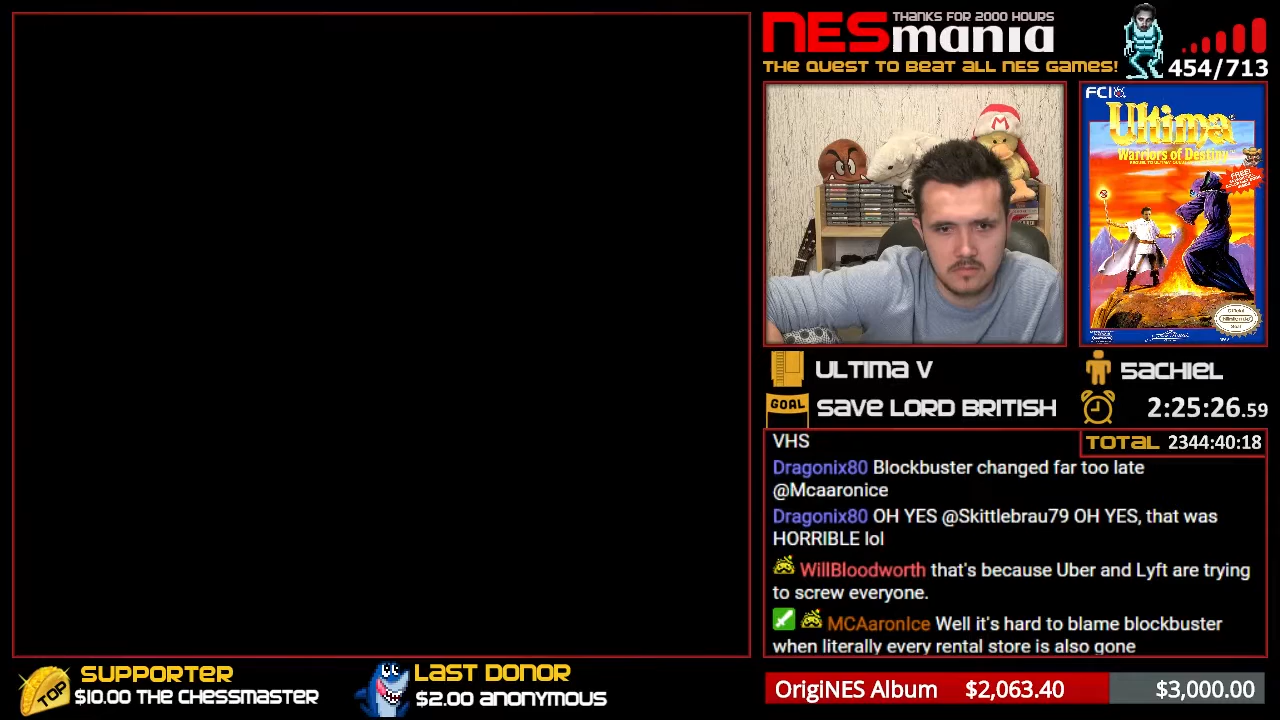 NESmania
THANKS FOR 2000 HOURS
THE QUEST TO BEAT ALL NES GAMES!
454/713
FCI
Ultima
Warriors of Destiny
FREE!
Official
Nintendo
Seal
M
ULTIMA V
5ACHIEL
GOAL
SAVE LORD BRITISH
2:25:26.59
TOTAL 2344:40:18
VHS
Dragonix80 Blockbuster changed far too late
@Mcaaronice
Dragonix80 OH YES @Skittlebrau79 OH YES, that was
HORRIBLE lol
WillBloodworth that's because Uber and Lyft are trying
to screw everyone.
MCAaronIce Well it's hard to blame blockbuster
when literally every rental store is also gone
TOP
SUPPORTER
$10.00 THE CHESSMASTER
LAST DONOR
$2.00 ANONYMOUS
OrigiNES Album $2,063.40 $3,000.00